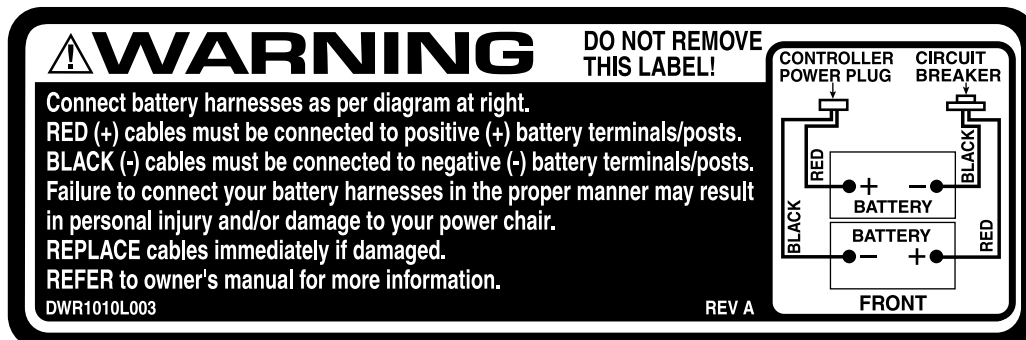 ⚠WARNING
DO NOT REMOVE
THIS LABEL!
Connect battery harnesses as per diagram at right.
RED (+) cables must be connected to positive (+) battery terminals/posts.
BLACK (-) cables must be connected to negative (-) battery terminals/posts.
Failure to connect your battery harnesses in the proper manner may result
in personal injury and/or damage to your power chair.
REPLACE cables immediately if damaged.
REFER to owner's manual for more information.
DWR1010L003
REV A
CONTROLLER
POWER PLUG
CIRCUIT
BREAKER
RED
BLACK
+ -
BATTERY
BLACK
RED
BATTERY
- +
FRONT